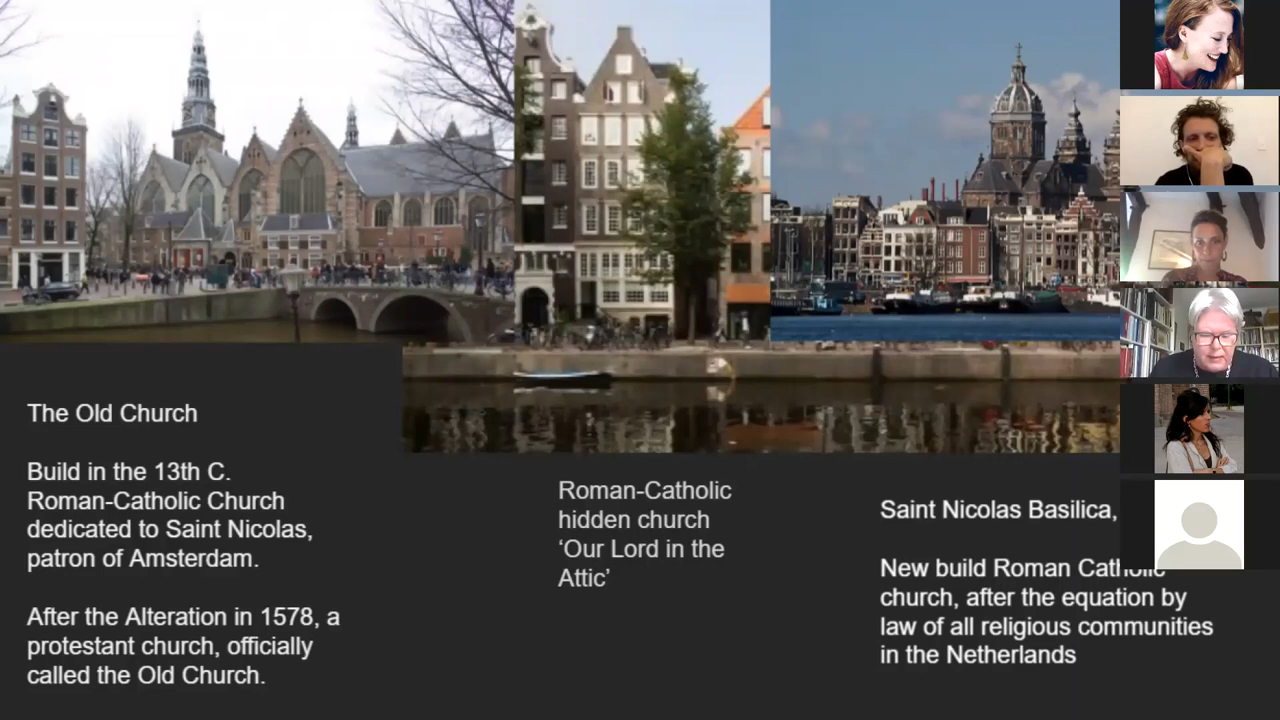 The Old Church
Build in the 13th C.
Roman-Catholic Church
dedicated to Saint Nicolas,
patron of Amsterdam.
After the Alteration in 1578, a
protestant church, officially
called the Old Church.
Roman-Catholic
hidden church
‘Our Lord in the
Attic’
Saint Nicolas Basilica,
New build Roman Catholic
church, after the equation by
law of all religious communities
in the Netherlands